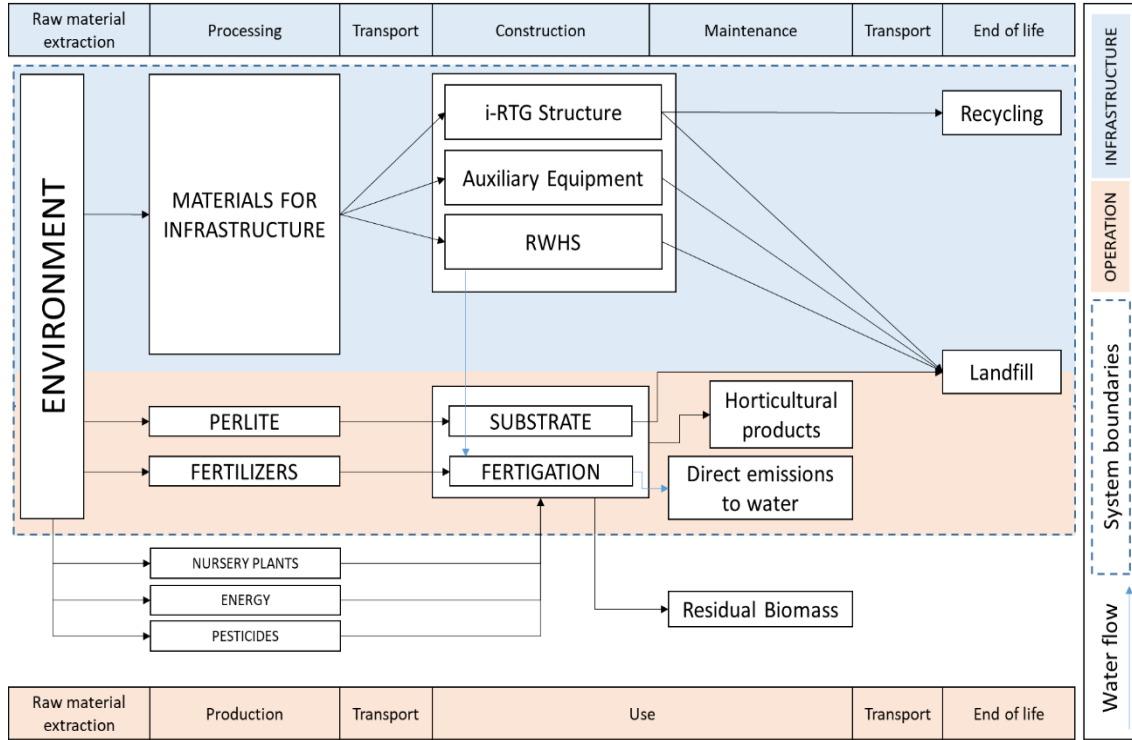 Raw material
extraction
Processing
Transport
Construction
Maintenance
Transport
End of life
ENVIRONMENT
MATERIALS FOR
INFRASTRUCTURE
i-RTG Structure
Auxiliary Equipment
RWHS
Recycling
Landfill
PERLITE
SUBSTRATE
Horticultural
products
FERTILIZERS
FERTIGATION
Direct emissions
to water
NURSERY PLANTS
ENERGY
PESTICIDES
Residual Biomass
Raw material
extraction
Production
Transport
Use
Transport
End of life
INFRASTRUCTURE
OPERATION
System boundaries
Water flow